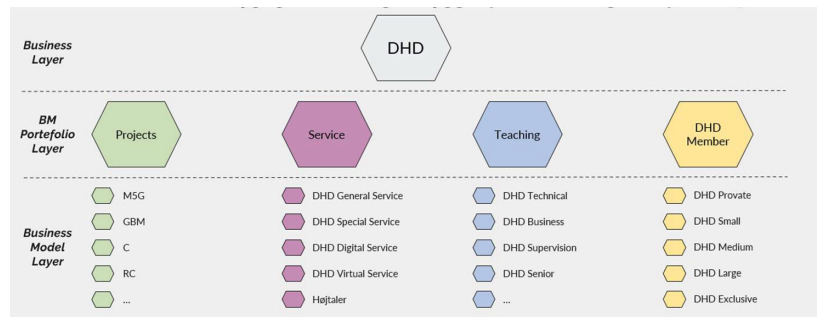 Business
Layer
DHD
BM
Portefolio
Layer
Projects
Service
Teaching
DHD
Member
Business
Model
Layer
M5G
GBM
C
RC
...
DHD General Service
DHD Special Service
DHD Digital Service
DHD Virtual Service
Højtaler
DHD Technical
DHD Business
DHD Supervision
DHD Senior
...
DHD Provate
DHD Small
DHD Medium
DHD Large
DHD Exclusive